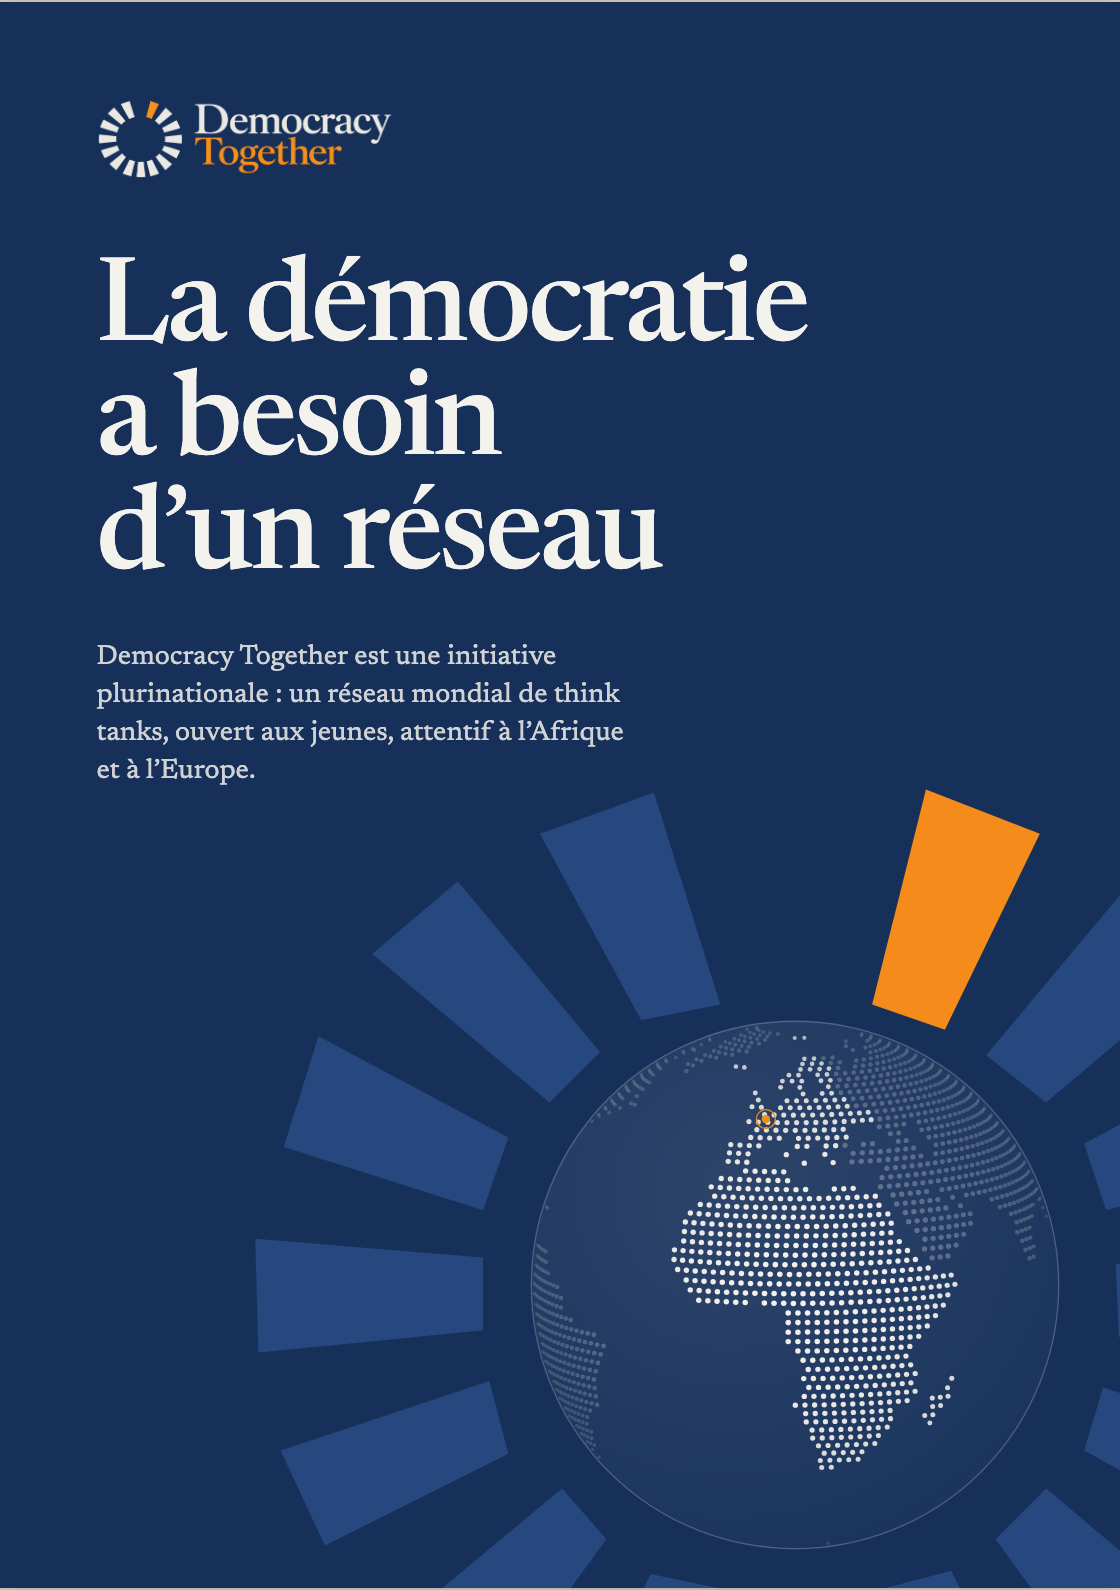 Democracy
Together
La démocratie
a besoin
d’un réseau
Democracy Together est une initiative
plurinationale : un réseau mondial de think
tanks, ouvert aux jeunes, attentif à l’Afrique
et à l’Europe.